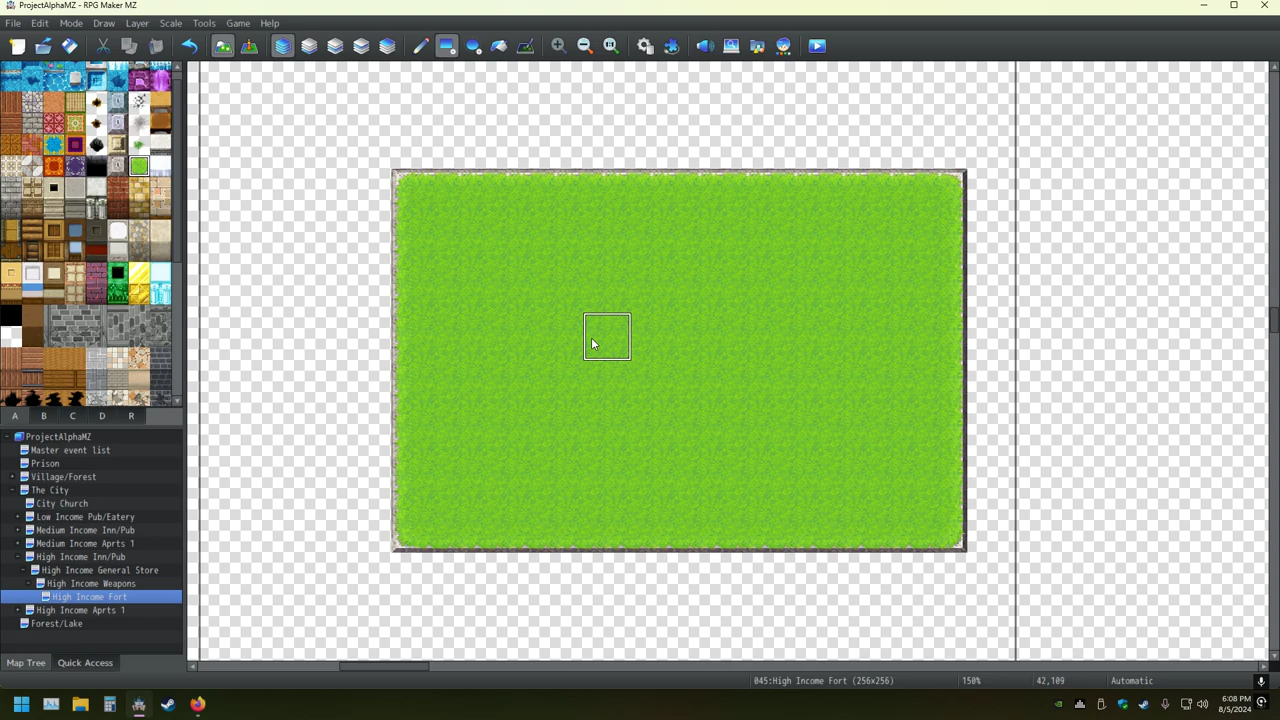 ProjectAlphaMZ - RPG Maker MZ
File Edit Mode Draw Layer Scale Tools Game Help
A B C D R
ProjectAlphaMZ
Master event list
Prison
Village/Forest
The City
City Church
Low Income Pub/Eatery
Medium Income Inn/Pub
Medium Income Aprts 1
High Income Inn/Pub
High Income General Store
High Income Weapons
High Income Fort
High Income Aprts 1
Forest/Lake
Map Tree Quick Access
045:High Income Fort (256x256) 150% 42,109 Automatic
6:08 PM
8/5/2024